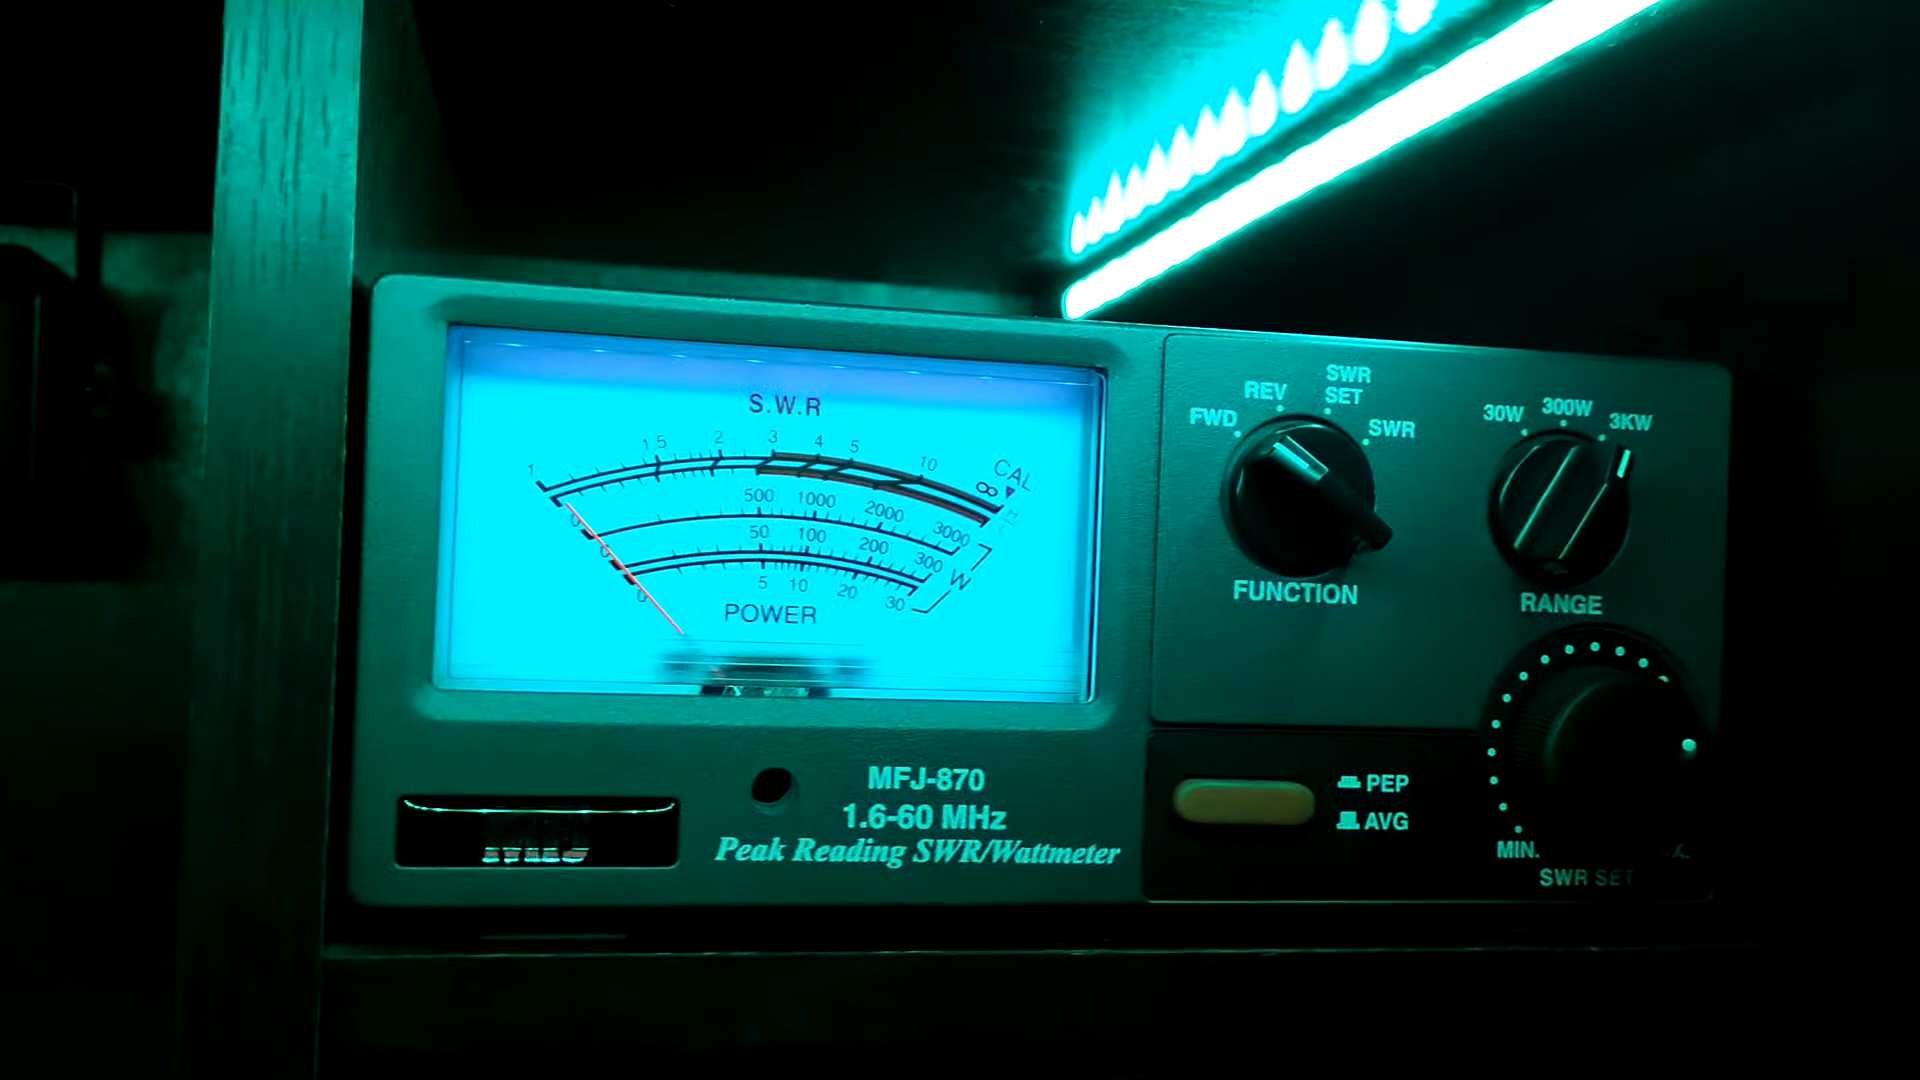 S.W.R
1 1.5 2 3 4 5 10 ∞ CAL
0 500 1000 2000 3000
0 50 100 200 300 W
0 5 10 20 30
POWER
FWD REV SWR SET SWR
FUNCTION
30W 300W 3KW
RANGE
MFJ-870
1.6-60 MHz
Peak Reading SWR/Wattmeter
PEP
AVG
MIN.
SWR SET